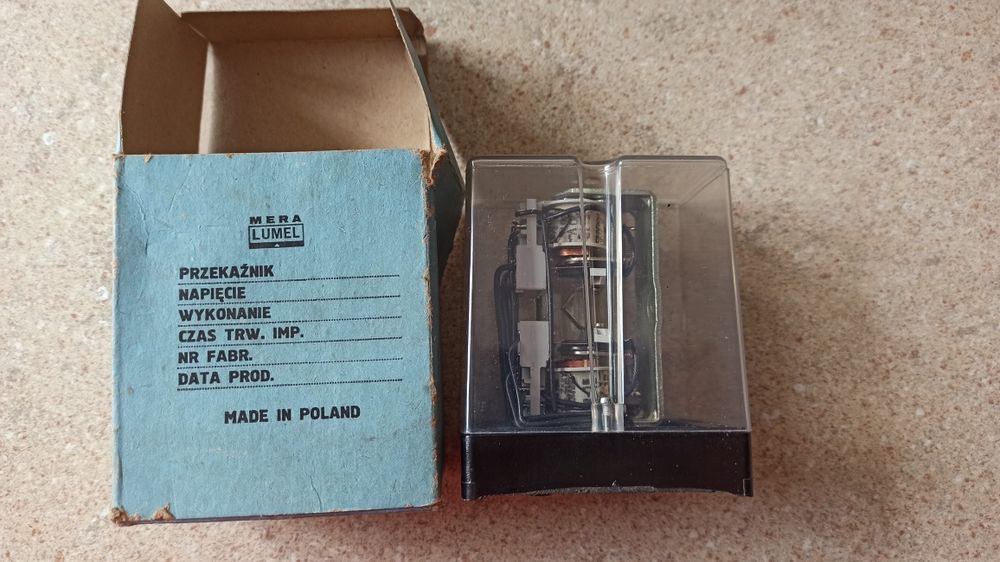 MERA
LUMEL
PRZEKAŹNIK
NAPIĘCIE
WYKONANIE
CZAS TRW. IMP.
NR FABR.
DATA PROD.
MADE IN POLAND